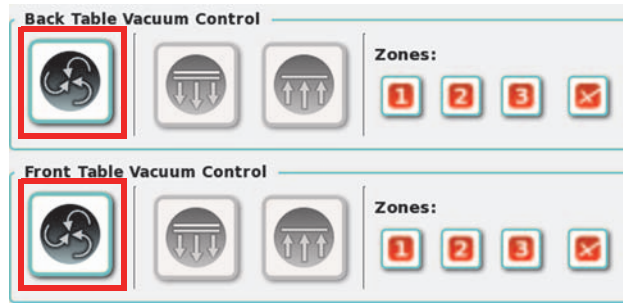 Back Table Vacuum Control
Zones:
1 2 3
Front Table Vacuum Control
Zones:
1 2 3